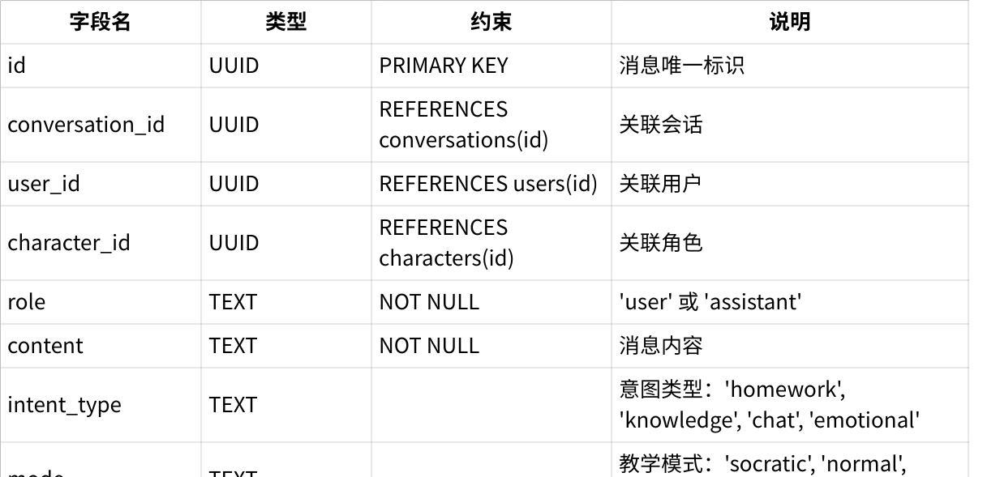 字段名 类型 约束 说明
id UUID PRIMARY KEY 消息唯一标识
conversation_id UUID REFERENCES conversations(id) 关联会话
user_id UUID REFERENCES users(id) 关联用户
character_id UUID REFERENCES characters(id) 关联角色
role TEXT NOT NULL 'user' 或 'assistant'
content TEXT NOT NULL 消息内容
intent_type TEXT 意图类型：'homework',
'knowledge', 'chat', 'emotional'
mode TEXT 教学模式：'socratic', 'normal',